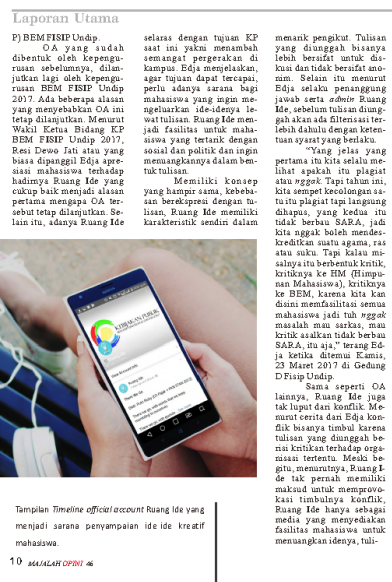 Laporan Utama
P) BEM FISIP Undip.
OA yang sudah
dibentuk oleh kepengu-
rusan sebelumnya, dilan-
jutkan lagi oleh kepengu-
rusan BEM FISIP Undip
2017. Ada beberapa alasan
yang menyebabkan OA ini
tetap dilanjutkan. Menurut
Wakil Ketua Bidang KP
BEM FISIP Undip 2017,
Resi Dewo Jati atau yang
biasa dipanggil Edja apre-
siasi mahasiswa terhadap
hadirnya Ruang Ide yang
cukup baik menjadi alasan
pertama mengapa OA ter-
sebut tetap dilanjutkan. Se-
lain itu, adanya Ruang Ide
selaras dengan tujuan KP
saat ini yakni menambah
semangat pergerakan di
kampus. Edja menjelaskan,
agar tujuan dapat tercapai,
perlu adanya sarana bagi
mahasiswa yang ingin me-
ngeluarkan ide-idenya le-
wat tulisan. Ruang Ide men-
jadi fasilitas untuk maha-
siswa yang tertarik dengan
sosial dan politik dan ingin
menuangkannya dalam ben-
tuk tulisan.
Memiliki konsep
yang hampir sama, kebeba-
san berekspresi dengan tu-
lisan, Ruang Ide memiliki
karakteristik sendiri dalam
menarik pengikut. Tulisan
yang diunggah bisanya
lebih bersifat untuk dis-
kusi dan tidak bersifat ano-
nim. Selain itu menurut
Edja selaku penanggung
jawab serta admin Ruang
Ide, sebelum tulisan diung-
gah akan ada filterisasi ter-
lebih dahulu dengan keten-
tuan syarat yang berlaku.
"Yang jelas yang
pertama itu kita selalu me-
lihat apakah itu plagiat
atau nggak. Tapi tahun ini,
kita sempet kecolongan sa-
tu itu plagiat tapi langsung
dihapus, yang kedua itu
tidak berbau SARA, jadi
kita nggak boleh mendes-
kreditkan suatu agama, ras
atau suku. Tapi kalau mi-
salnya itu berbentuk kritik,
kritiknya ke HM (Himpu-
nan Mahasiswa), kritiknya
ke BEM, karena kita kan
disini memfasilitasi semua
mahasiswa jadi tuh nggak
masalah mau sarkas, mau
kritik asalkan tidak berbau
SARA, itu aja," terang Ed-
ja ketika ditemui Kamis,
23 Maret 2017 di Gedung
D Fisip Undip.
Sama seperti OA
lainnya, Ruang Ide juga
tak luput dari konflik. Me-
nurut cerita dari Edja kon-
flik bisanya timbul karena
tulisan yang diunggah be-
risi kritikan terhadap orga-
nisasi tertentu. Meski be-
gitu, menurutnya, Ruang I-
de tak pernah memiliki
maksud untuk memprovo-
kasi timbulnya konflik,
Ruang Ide hanya sebagai
media yang menyediakan
fasilitas mahasiswa untuk
menuangkan idenya, tuli-
KEBIJAKAN PUBLIK
Tampilan Timeline official account Ruang Ide yang
menjadi sarana penyampaian ide ide kreatif
mahasiswa.
10 MAJALAH OPINI 46